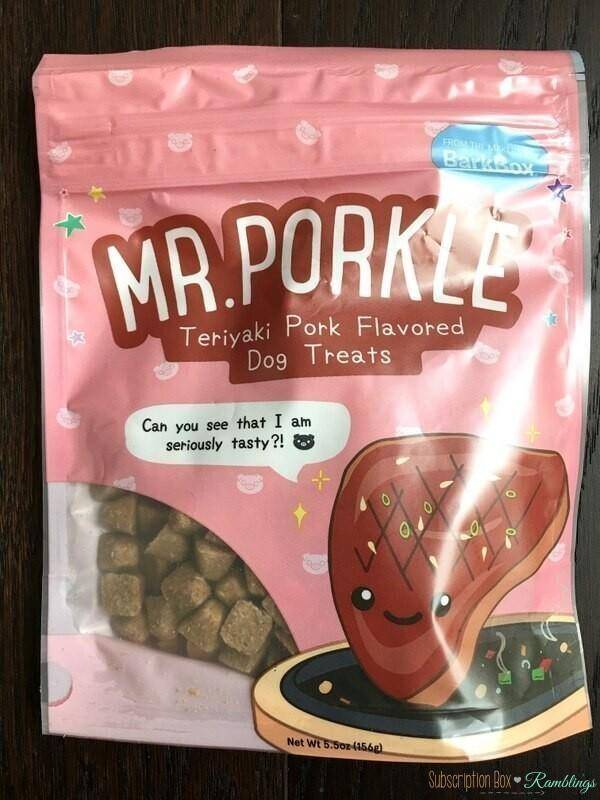 FROM THE MAKERS OF
BarkBox
MR.PORKLE
Teriyaki Pork Flavored
Dog Treats
Can you see that I am
seriously tasty?!
Net Wt 5.5oz (156g)
Subscription Box ♥ Ramblings